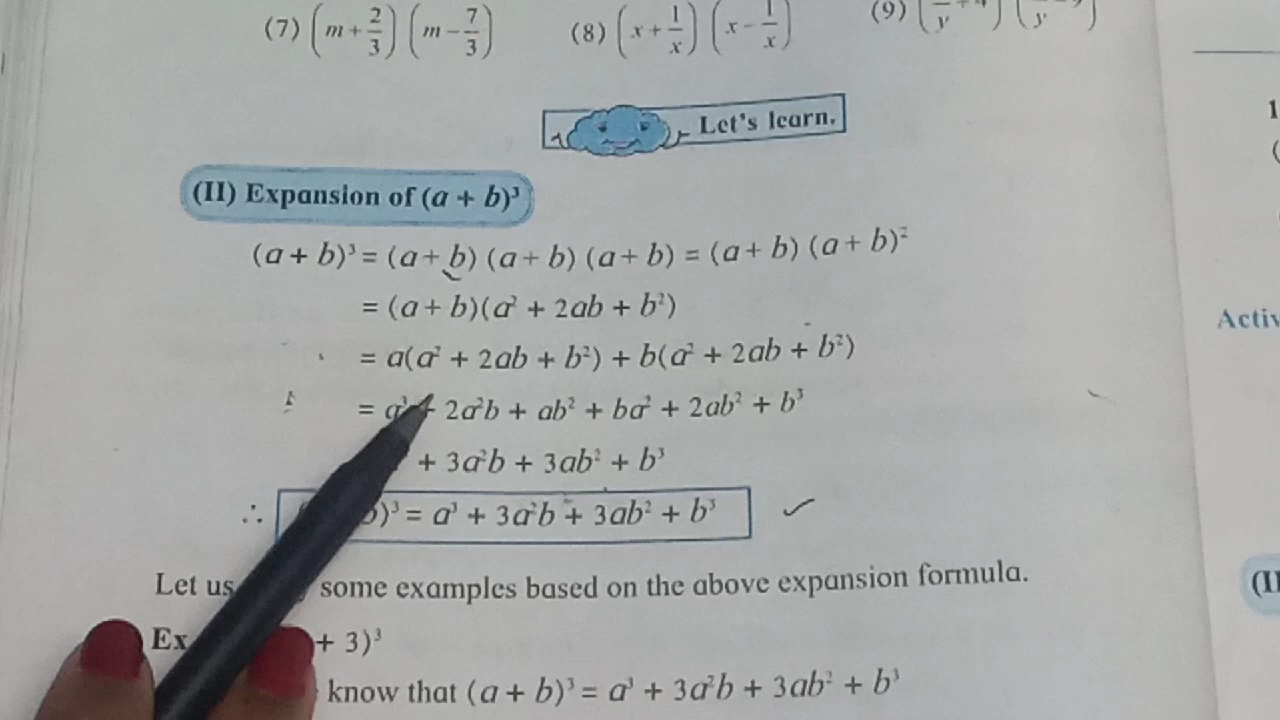 (7) (m + 2/3) (m − 7/3) (8) (x + 1/x) (x − 1/x) (9)
Let's learn.
(II) Expansion of (a + b)³
(a + b)³ = (a + b) (a + b) (a + b) = (a + b) (a + b)²
= (a + b)(a² + 2ab + b²)
= a(a² + 2ab + b²) + b(a² + 2ab + b²)
= a³ + 2a²b + ab² + ba² + 2ab² + b³
+ 3a²b + 3ab² + b³
∴ b)³ = a³ + 3a²b + 3ab² + b³
Let us some examples based on the above expansion formula.
Ex + 3)³
know that (a + b)³ = a³ + 3a²b + 3ab² + b³
1
(
Activ
(II